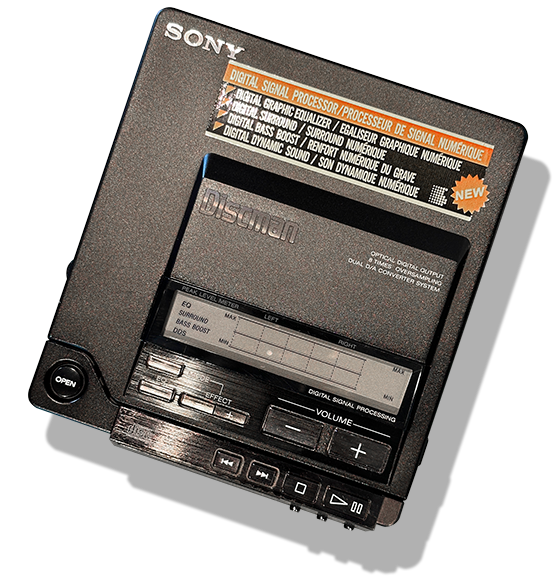 SONY
DIGITAL SIGNAL PROCESSOR/PROCESSEUR DE SIGNAL NUMÉRIQUE
DIGITAL GRAPHIC EQUALIZER / EGALISEUR GRAPHIQUE NUMÉRIQUE
DIGITAL SURROUND / SURROUND NUMÉRIQUE
DIGITAL BASS BOOST / RENFORT NUMÉRIQUE DU GRAVE
DIGITAL DYNAMIC SOUND / SON DYNAMIQUE NUMÉRIQUE
NEW
Discman
OPTICAL DIGITAL OUTPUT
8 TIMES OVERSAMPLING
DUAL D/A CONVERTER SYSTEM
PEAK LEVEL METER
EQ
SURROUND
BASS BOOST
DDS
MAX
MIN
LEFT
RIGHT
MAX
MIN
DIGITAL SIGNAL PROCESSING
OPEN
EFFECT
VOLUME